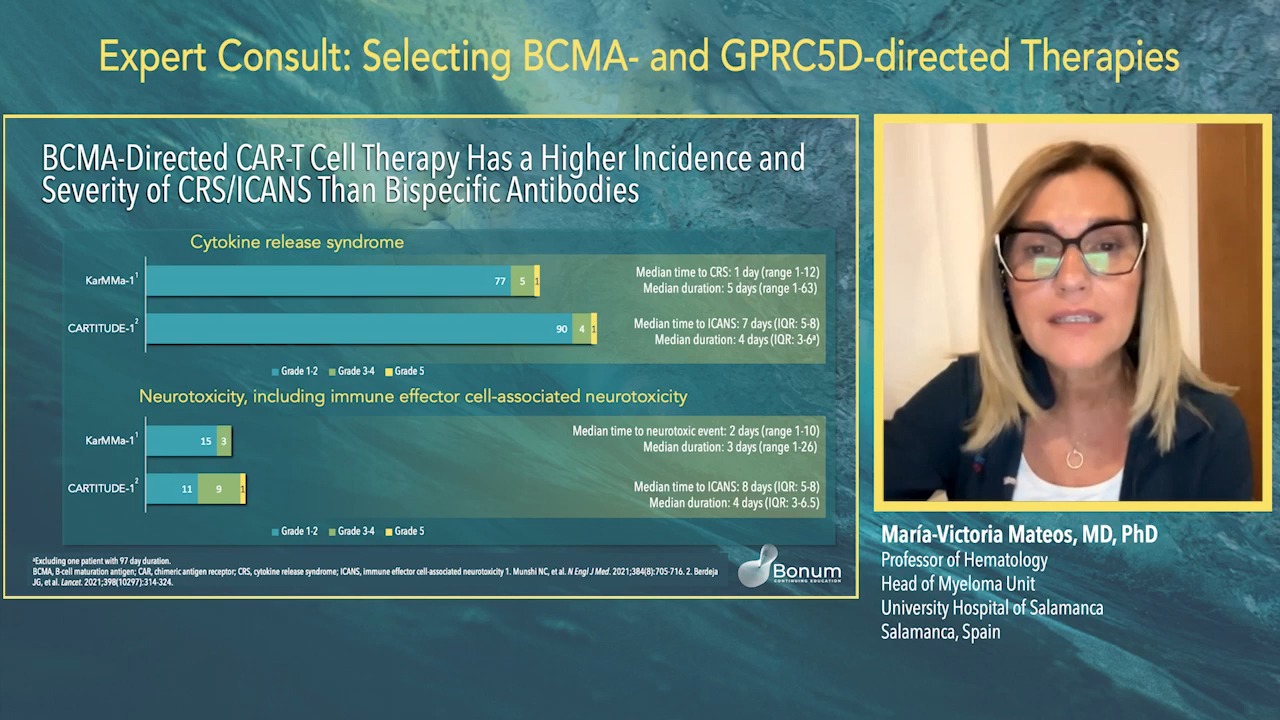 Expert Consult: Selecting BCMA- and GPRC5D-directed Therapies
BCMA-Directed CAR-T Cell Therapy Has a Higher Incidence and
Severity of CRS/ICANS Than Bispecific Antibodies
Cytokine release syndrome
KarMMa-1¹
77 5 1
Median time to CRS: 1 day (range 1-12)
Median duration: 5 days (range 1-63)
CARTITUDE-1²
90 4 1
Median time to ICANS: 7 days (IQR: 5-8)
Median duration: 4 days (IQR: 3-6ᵃ)
Grade 1-2 Grade 3-4 Grade 5
Neurotoxicity, including immune effector cell-associated neurotoxicity
KarMMa-1¹
15 3
Median time to neurotoxic event: 2 days (range 1-10)
Median duration: 3 days (range 1-26)
CARTITUDE-1²
11 9 1
Median time to ICANS: 8 days (IQR: 5-8)
Median duration: 4 days (IQR: 3-6.5)
Grade 1-2 Grade 3-4 Grade 5
ᵃExcluding one patient with 97 day duration.
BCMA, B-cell maturation antigen; CAR, chimeric antigen receptor; CRS, cytokine release syndrome; ICANS, immune effector cell-associated neurotoxicity 1. Munshi NC, et al. N Engl J Med. 2021;384(8):705-716. 2. Berdeja
JG, et al. Lancet. 2021;398(10297):314-324.
Bonum
CONTINUING EDUCATION
María-Victoria Mateos, MD, PhD
Professor of Hematology
Head of Myeloma Unit
University Hospital of Salamanca
Salamanca, Spain